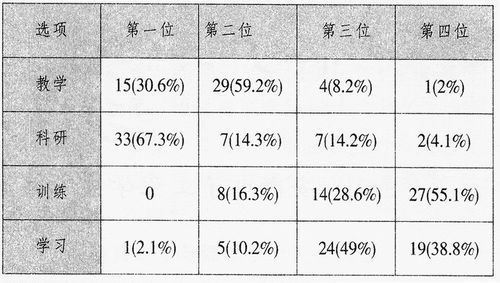 选项 第一位 第二位 第三位 第四位
教学 15(30.6%) 29(59.2%) 4(8.2%) 1(2%)
科研 33(67.3%) 7(14.3%) 7(14.2%) 2(4.1%)
训练 0 8(16.3%) 14(28.6%) 27(55.1%)
学习 1(2.1%) 5(10.2%) 24(49%) 19(38.8%)